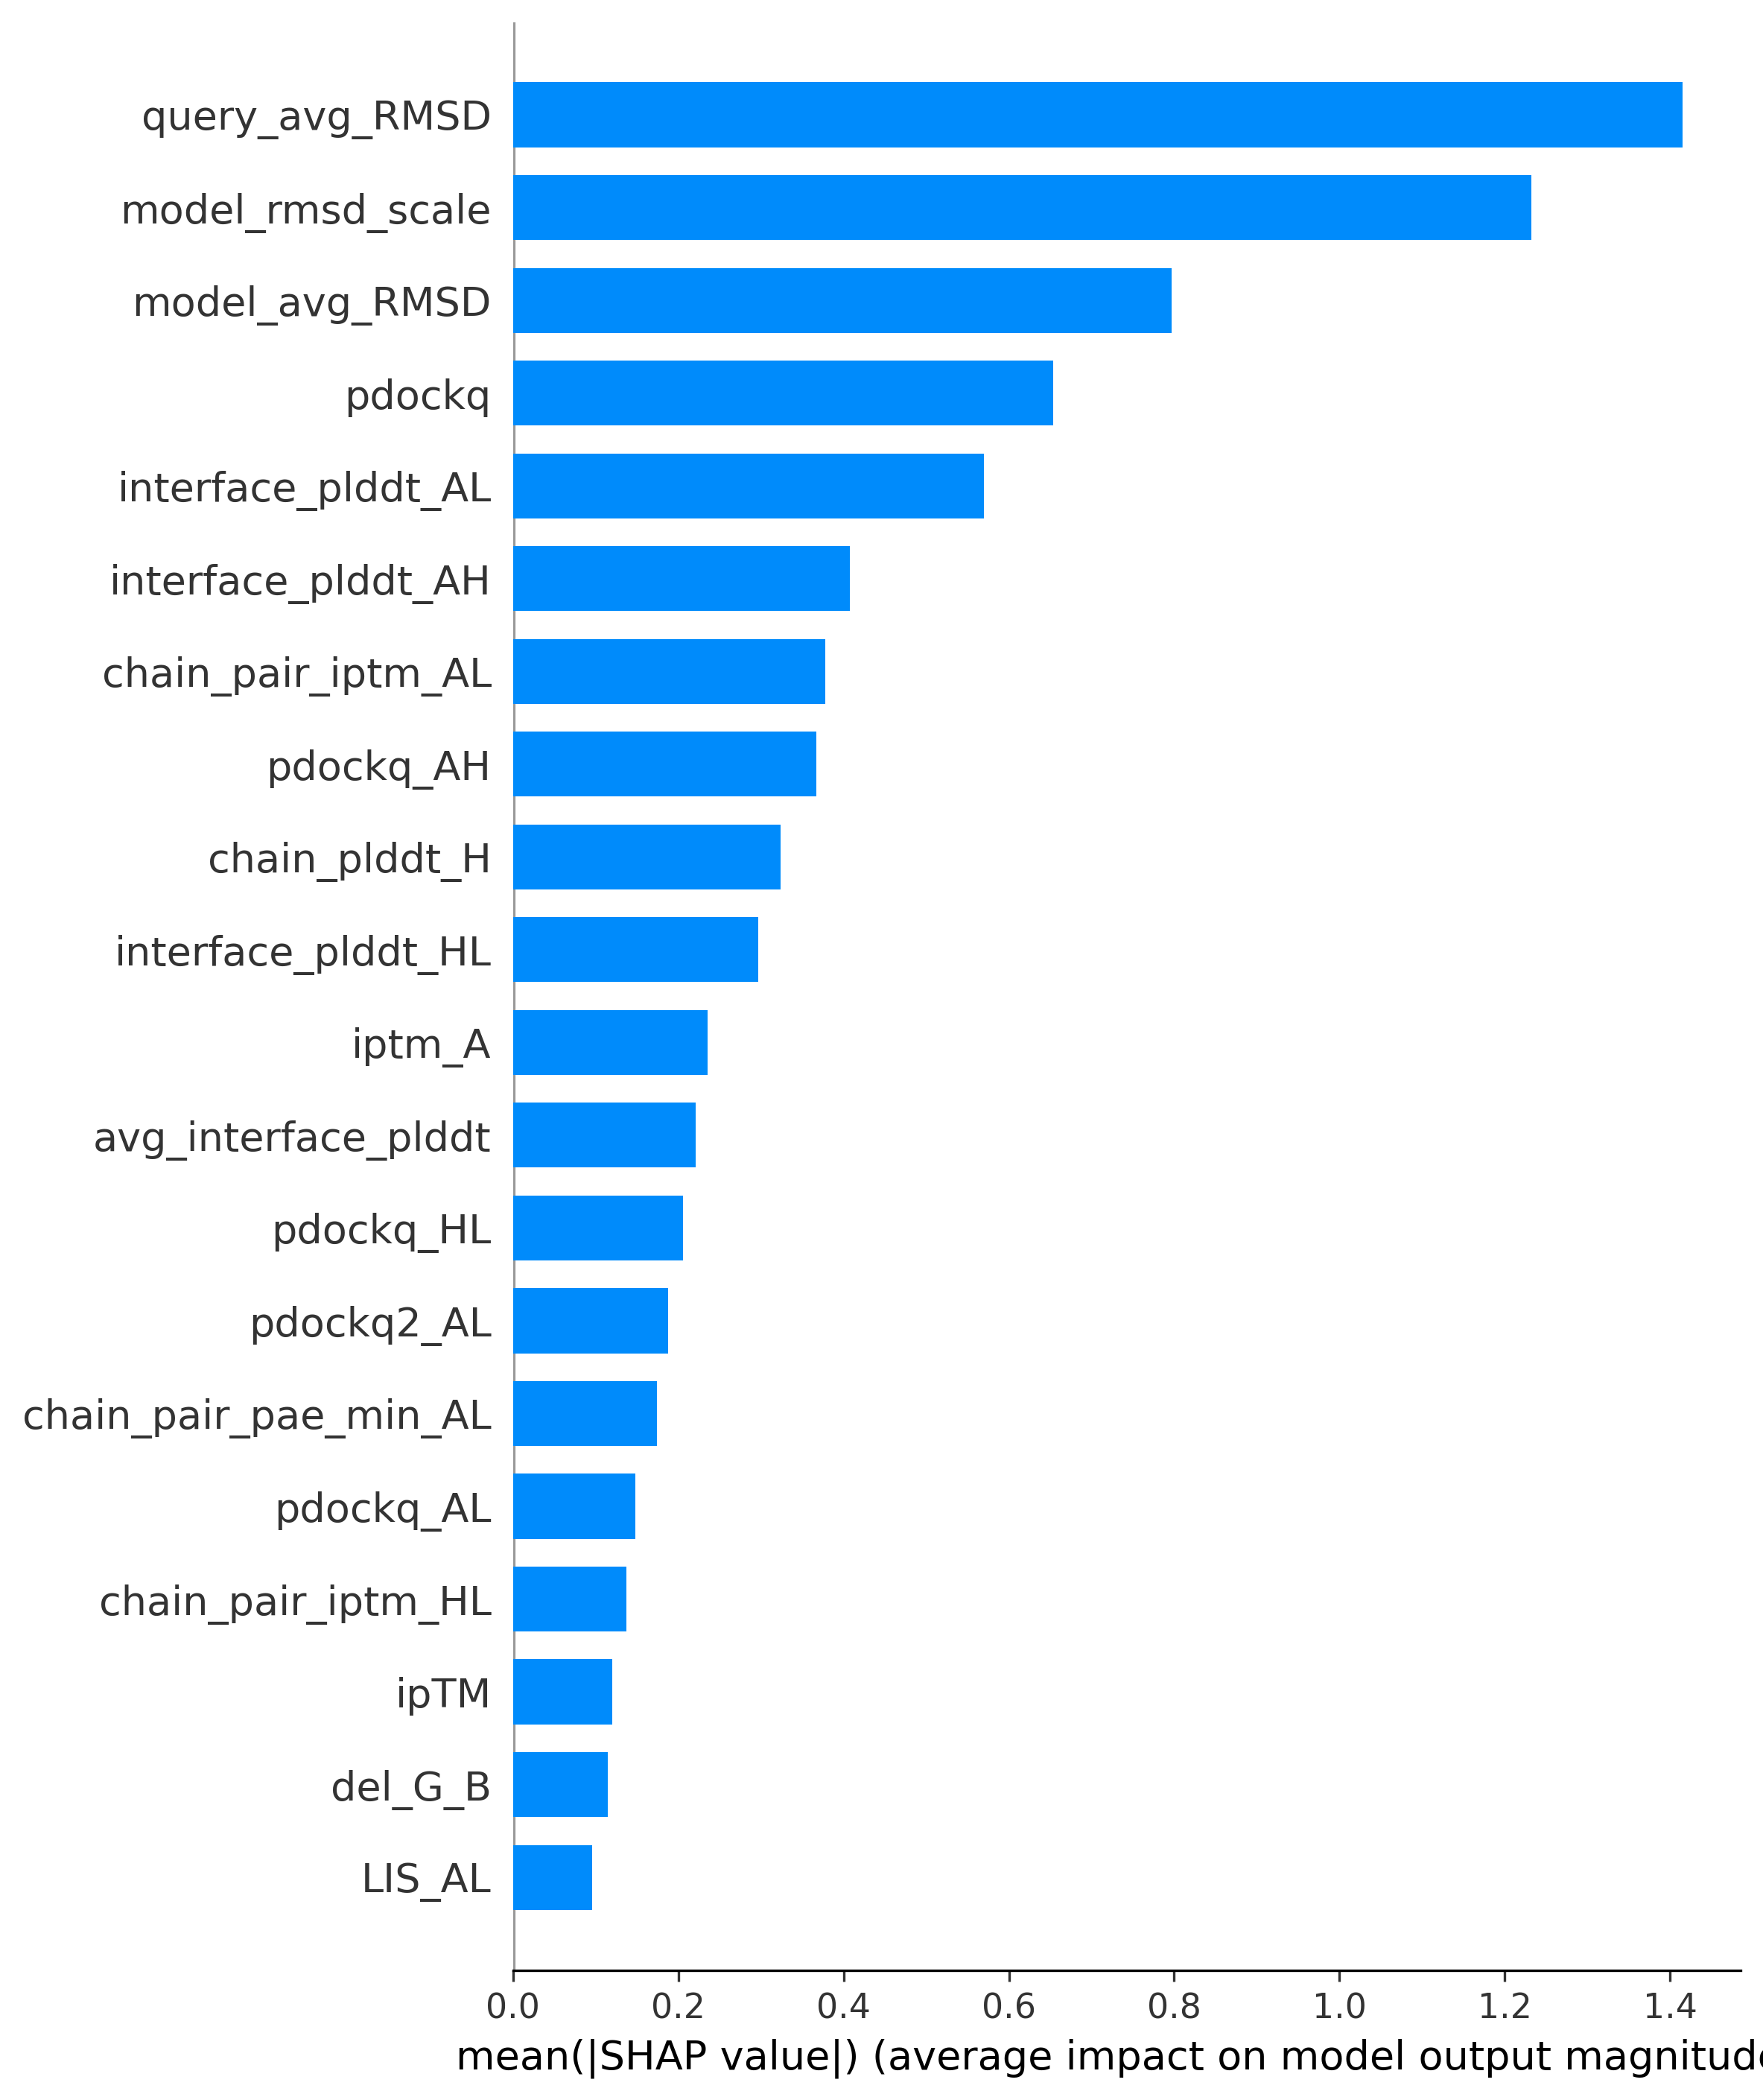 query_avg_RMSD
model_rmsd_scale
model_avg_RMSD
pdockq
interface_plddt_AL
interface_plddt_AH
chain_pair_iptm_AL
pdockq_AH
chain_plddt_H
interface_plddt_HL
iptm_A
avg_interface_plddt
pdockq_HL
pdockq2_AL
chain_pair_pae_min_AL
pdockq_AL
chain_pair_iptm_HL
ipTM
del_G_B
LIS_AL
0.0 0.2 0.4 0.6 0.8 1.0 1.2 1.4
mean(|SHAP value|) (average impact on model output magnitude